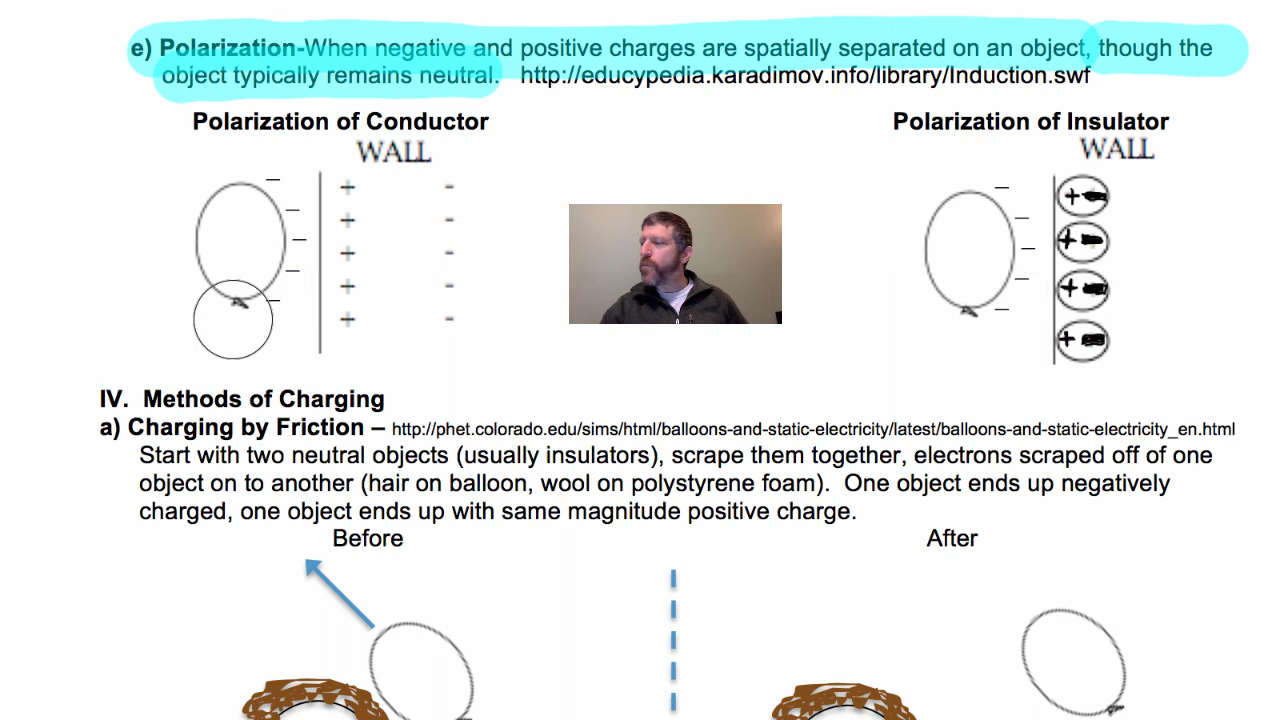 e) Polarization-When negative and positive charges are spatially separated on an object, though the
object typically remains neutral.   http://educypedia.karadimov.info/library/Induction.swf
Polarization of Conductor
Polarization of Insulator
WALL
WALL
IV.  Methods of Charging
a) Charging by Friction – http://phet.colorado.edu/sims/html/balloons-and-static-electricity/latest/balloons-and-static-electricity_en.html
Start with two neutral objects (usually insulators), scrape them together, electrons scraped off of one
object on to another (hair on balloon, wool on polystyrene foam).  One object ends up negatively
charged, one object ends up with same magnitude positive charge.
Before
After